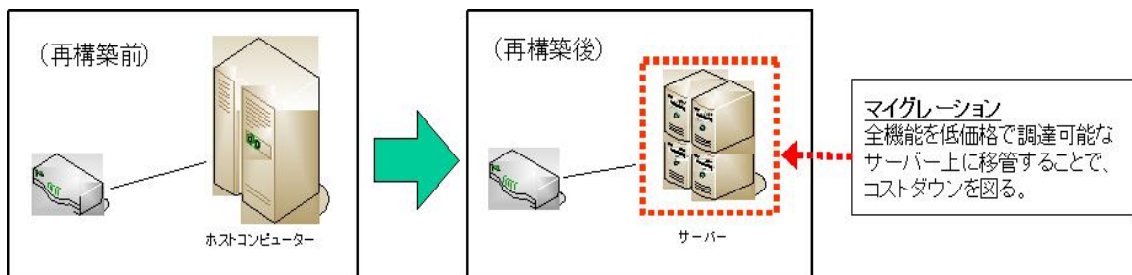 （再構築前）
ホストコンピューター
（再構築後）
サーバー
マイグレーション
全機能を低価格で調達可能な
サーバー上に移管することで、
コストダウンを図る。